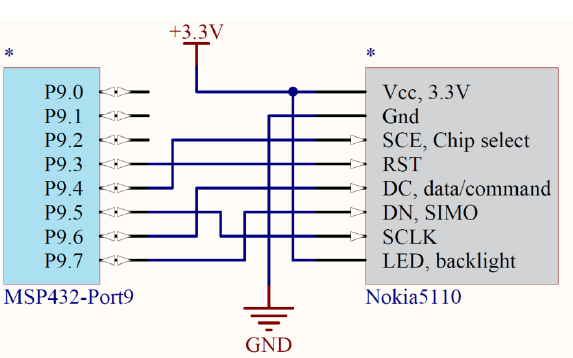 +3.3V
*
*
P9.0
P9.1
P9.2
P9.3
P9.4
P9.5
P9.6
P9.7
MSP432-Port9
Vcc, 3.3V
Gnd
SCE, Chip select
RST
DC, data/command
DN, SIMO
SCLK
LED, backlight
Nokia5110
GND